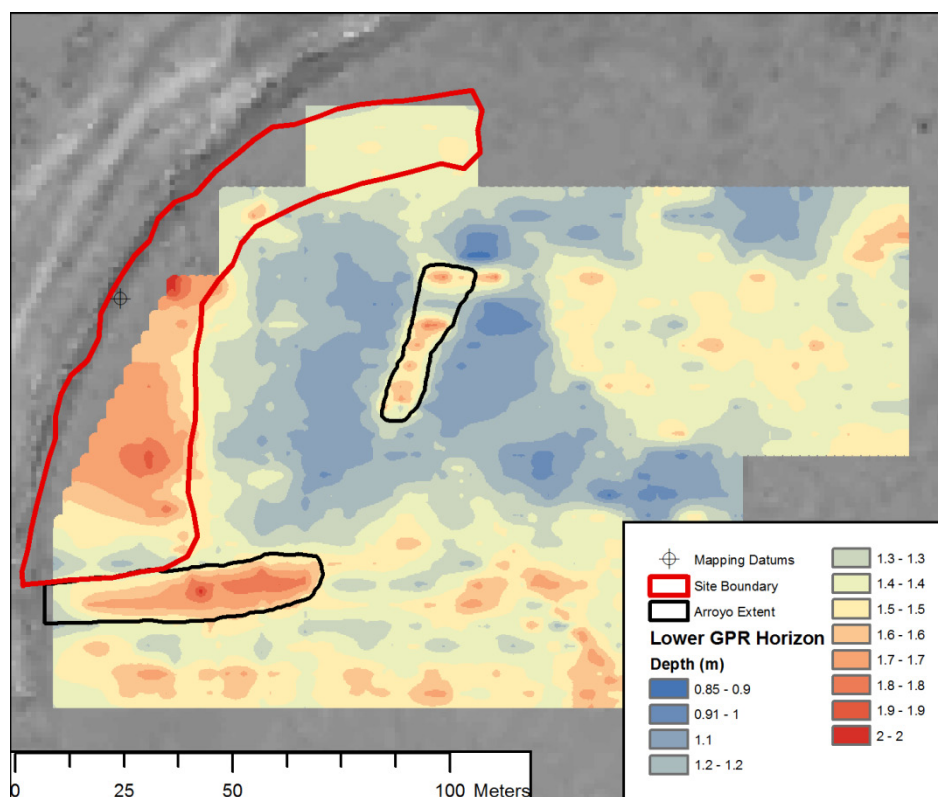 Mapping Datums
Site Boundary
Arroyo Extent
Lower GPR Horizon
Depth (m)
0.85 - 0.9
0.91 - 1
1.1
1.2 - 1.2
1.3 - 1.3
1.4 - 1.4
1.5 - 1.5
1.6 - 1.6
1.7 - 1.7
1.8 - 1.8
1.9 - 1.9
2 - 2
0 25 50 100 Meters